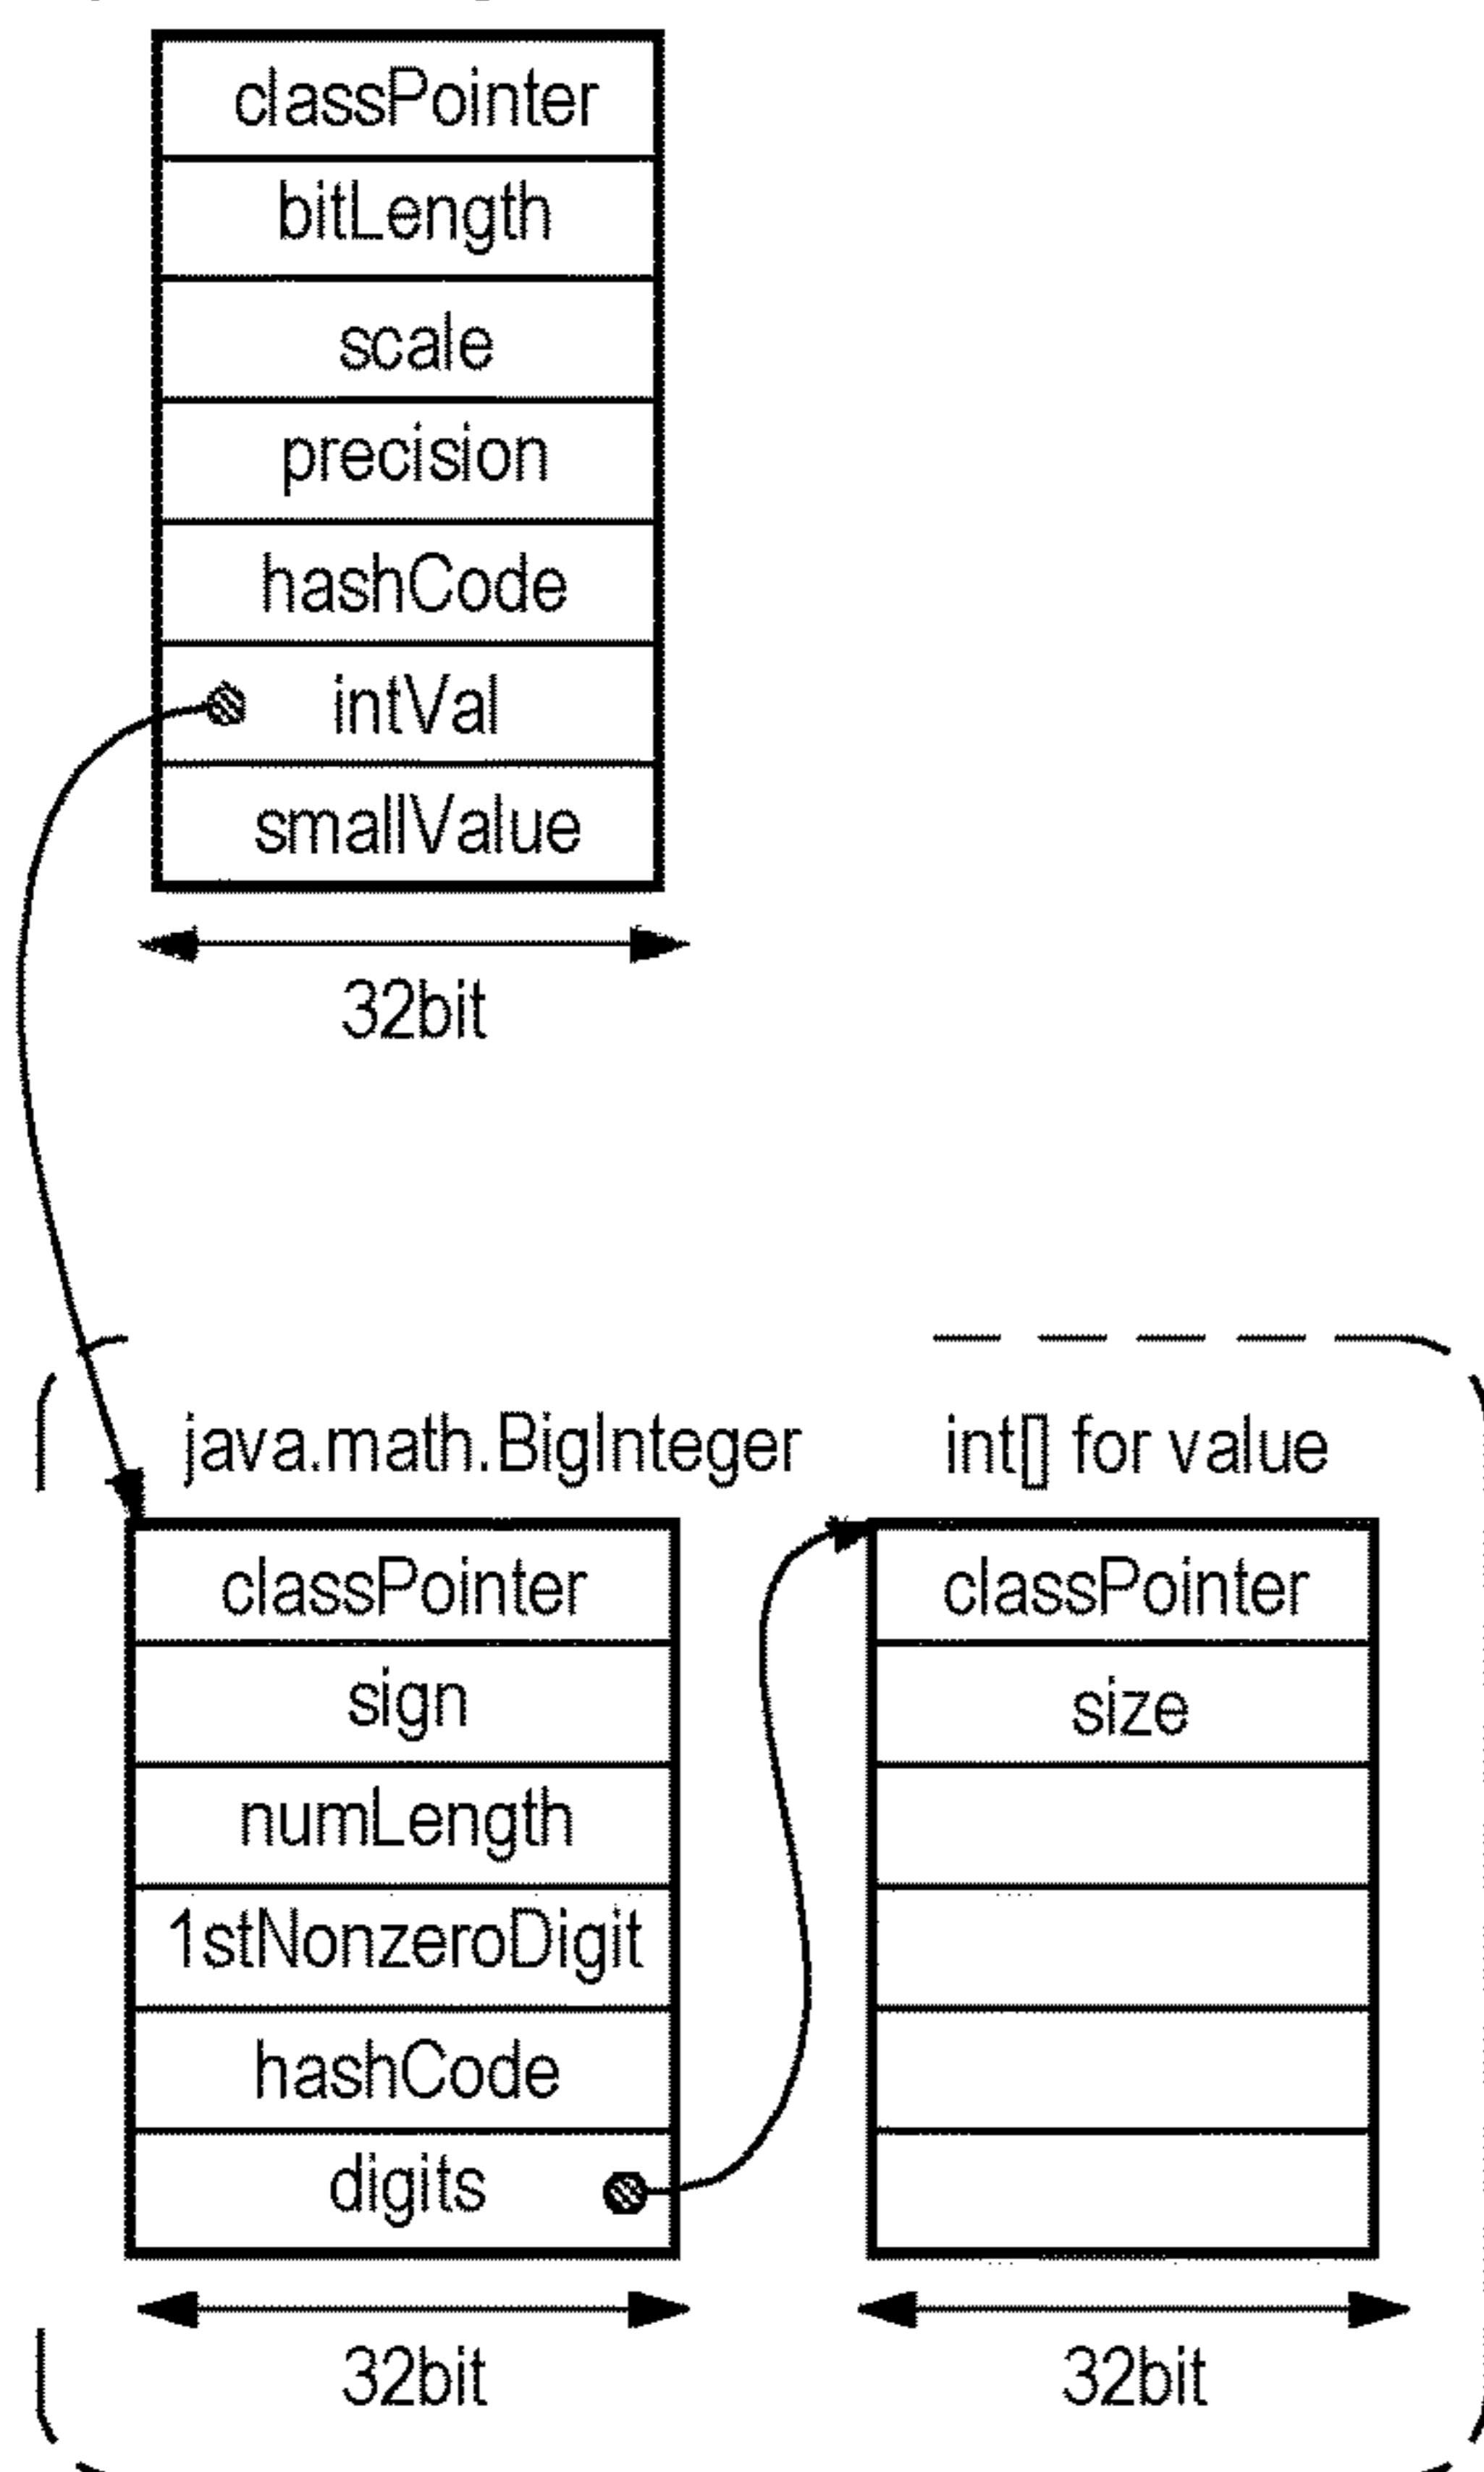 classPointer
bitLength
scale
precision
hashCode
intVal
smallValue
32bit
java.math.BigInteger
int[] for value
classPointer
sign
numLength
1stNonzeroDigit
hashCode
digits
32bit
classPointer
size
32bit